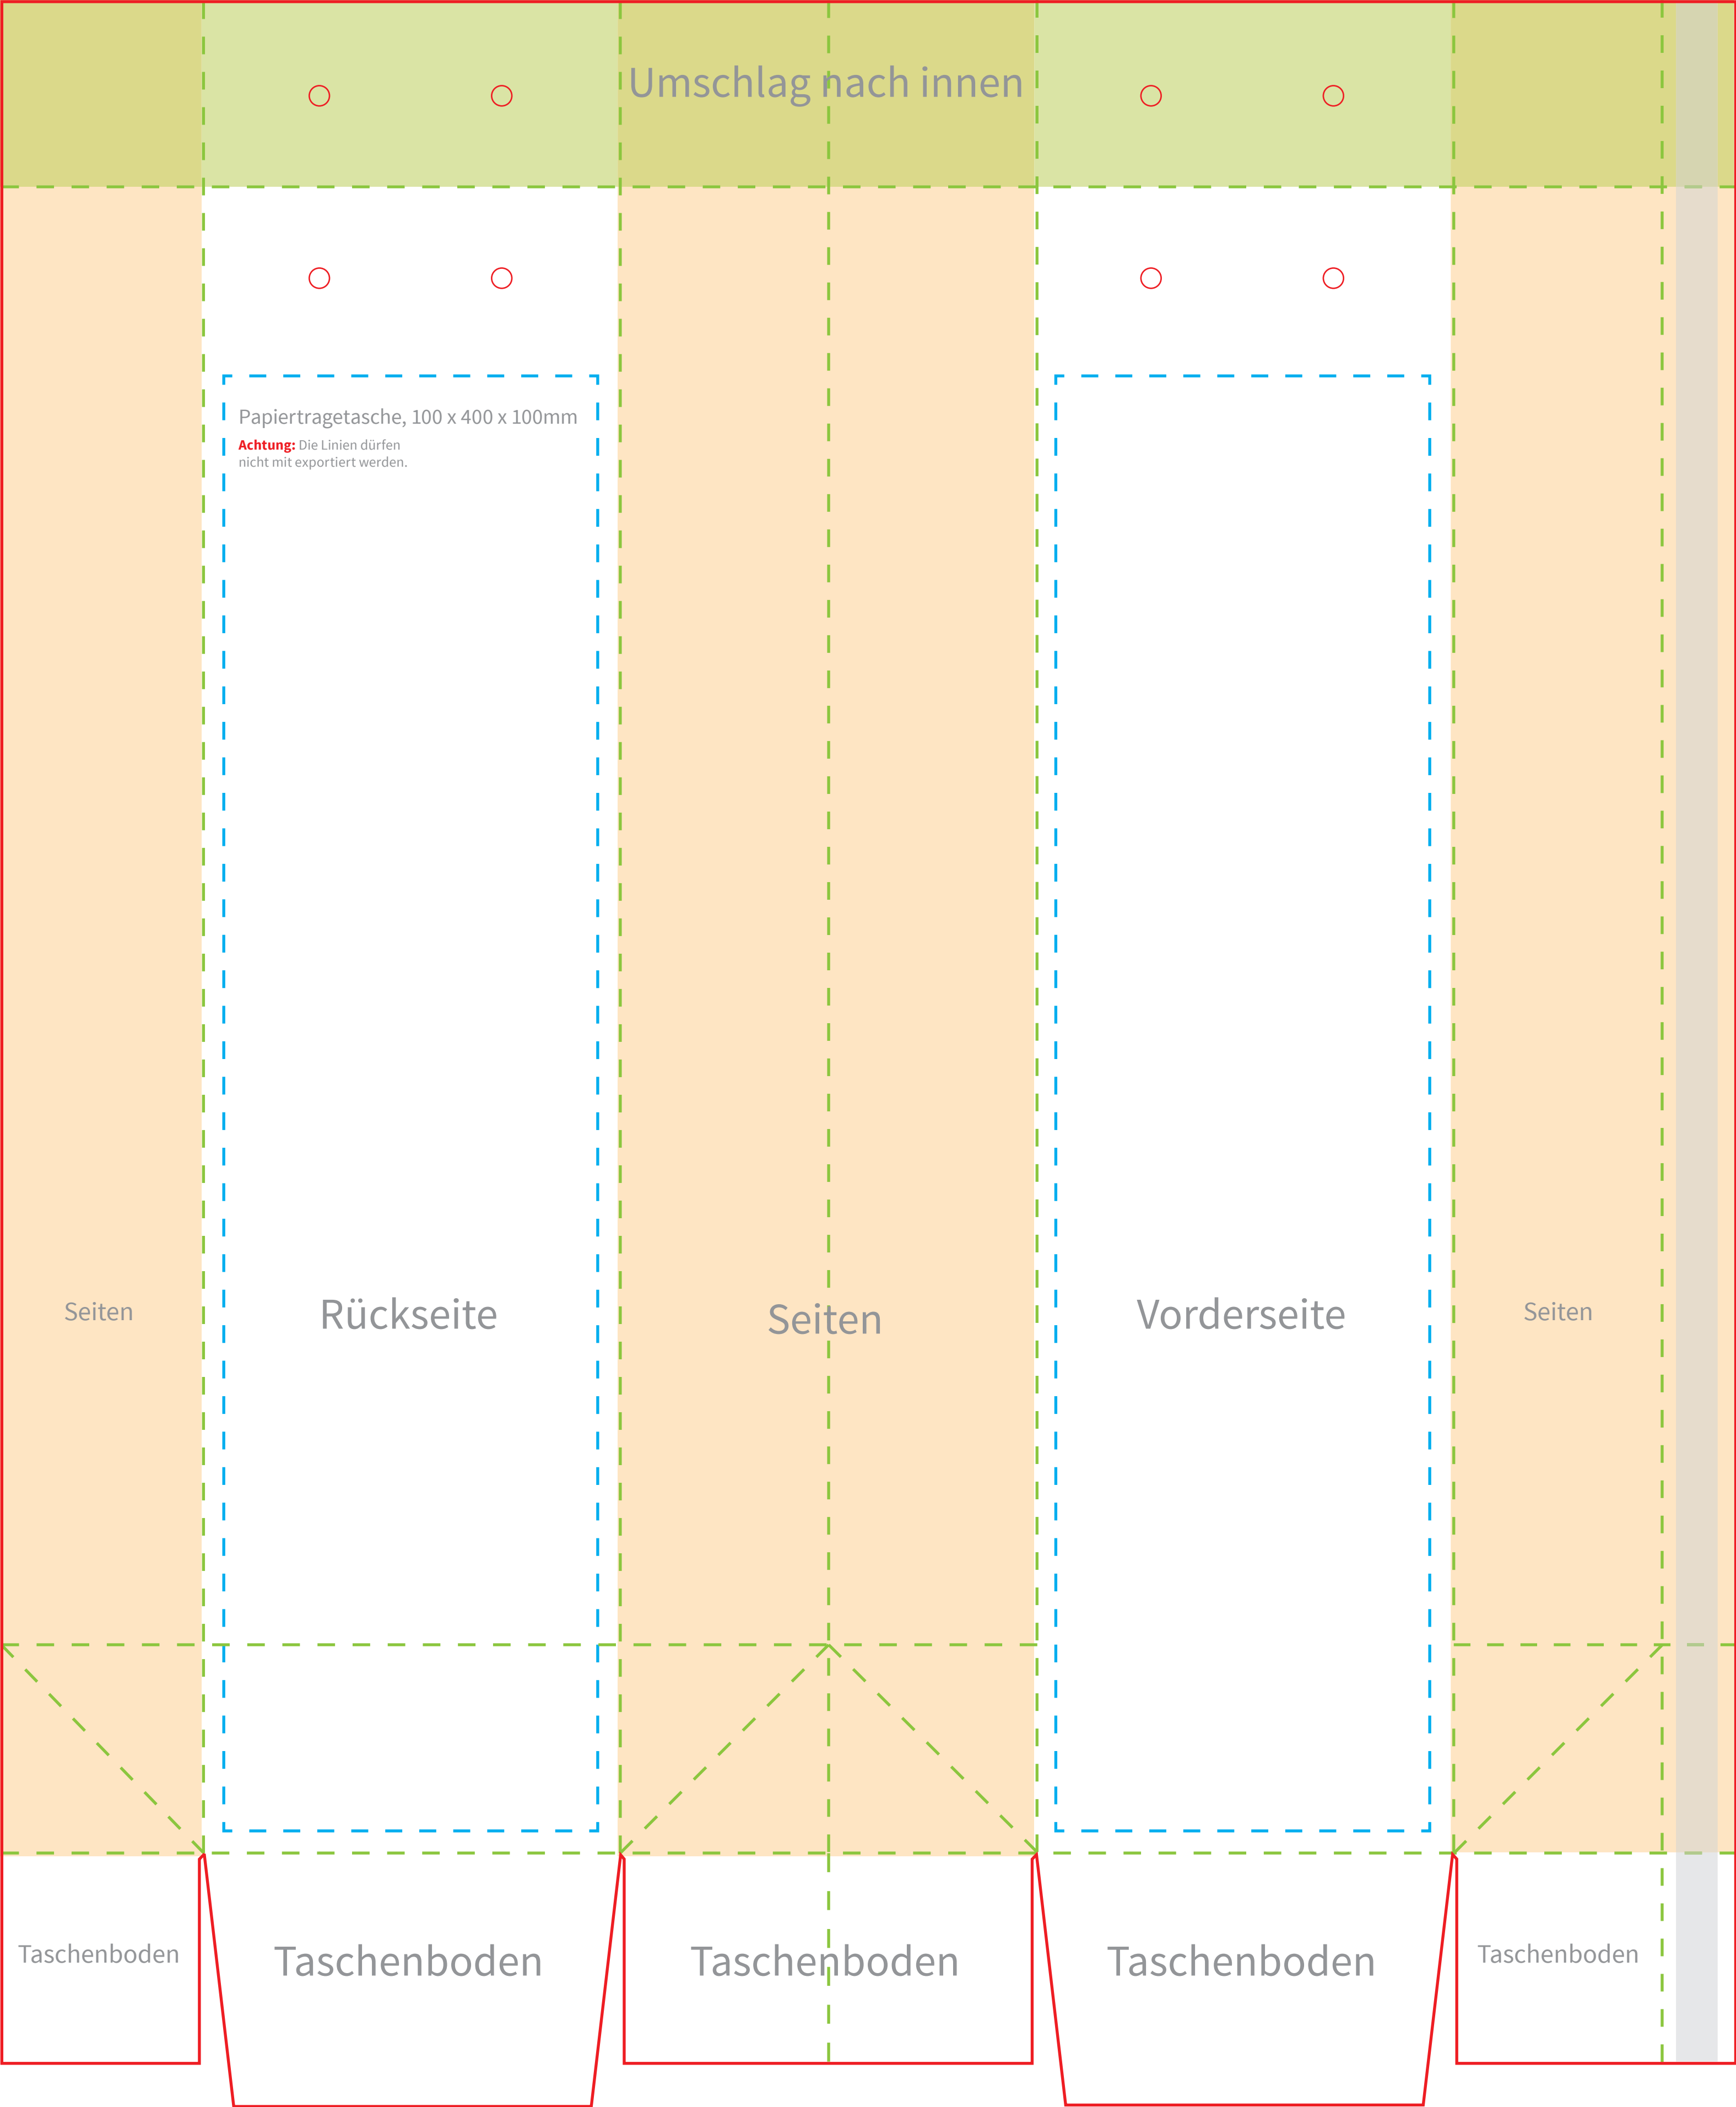 Umschlag nach innen
Papiertragetasche, 100 x 400 x 100mm
Achtung: Die Linien dürfen
nicht mit exportiert werden.
Seiten
Rückseite
Seiten
Vorderseite
Seiten
Taschenboden
Taschenboden
Taschenboden
Taschenboden
Taschenboden